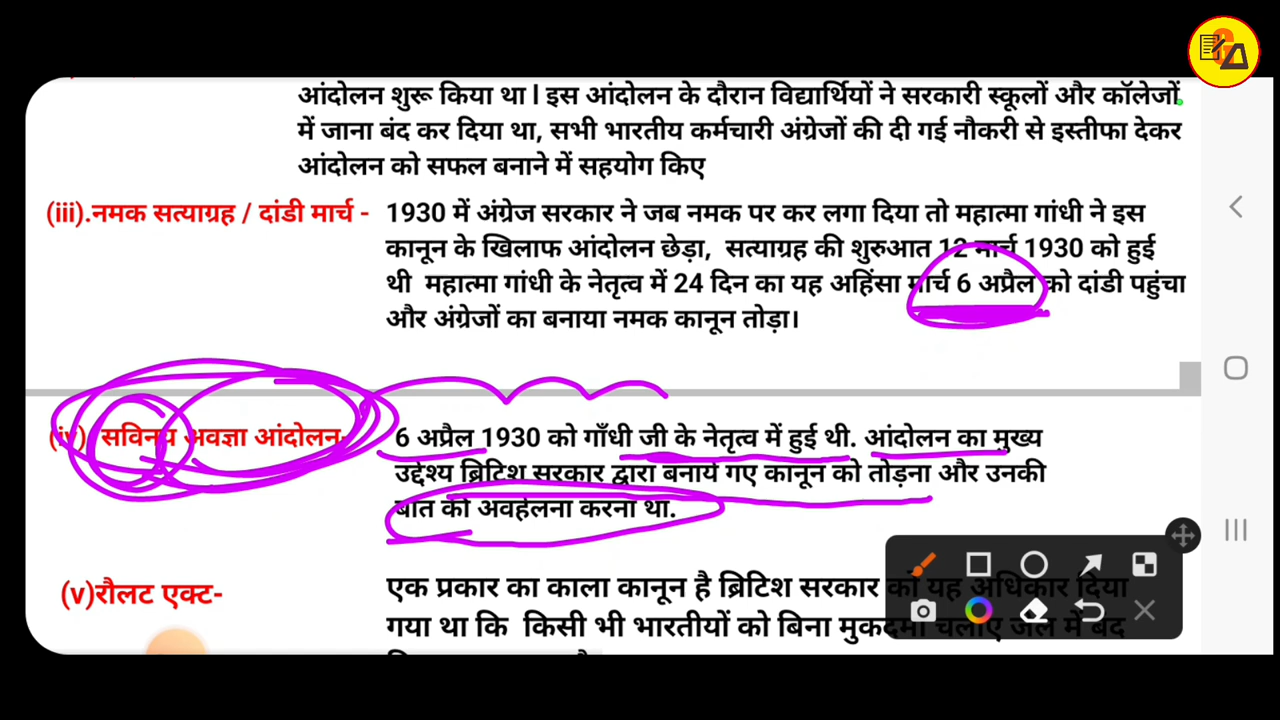 आंदोलन शुरू किया था I इस आंदोलन के दौरान विद्यार्थियों ने सरकारी स्कूलों और कॉलेजों
में जाना बंद कर दिया था, सभी भारतीय कर्मचारी अंग्रेजों की दी गई नौकरी से इस्तीफा देकर
आंदोलन को सफल बनाने में सहयोग किए
(iii).नमक सत्याग्रह / दांडी मार्च - 1930 में अंग्रेज सरकार ने जब नमक पर कर लगा दिया तो महात्मा गांधी ने इस
कानून के खिलाफ आंदोलन छेड़ा, सत्याग्रह की शुरुआत 12 मार्च 1930 को हुई
थी महात्मा गांधी के नेतृत्व में 24 दिन का यह अहिंसा मार्च 6 अप्रैल को दांडी पहुंचा
और अंग्रेजों का बनाया नमक कानून तोड़ा।
(iv) सविनय अवज्ञा आंदोलन- 6 अप्रैल 1930 को गाँधी जी के नेतृत्व में हुई थी. आंदोलन का मुख्य
उद्देश्य ब्रिटिश सरकार द्वारा बनाये गए कानून को तोड़ना और उनकी
बात की अवहेलना करना था.
(v)रौलट एक्ट- एक प्रकार का काला कानून है ब्रिटिश सरकार को यह अधिकार दिया
गया था कि किसी भी भारतीयों को बिना मुकदमा चलाए जेल में बंद